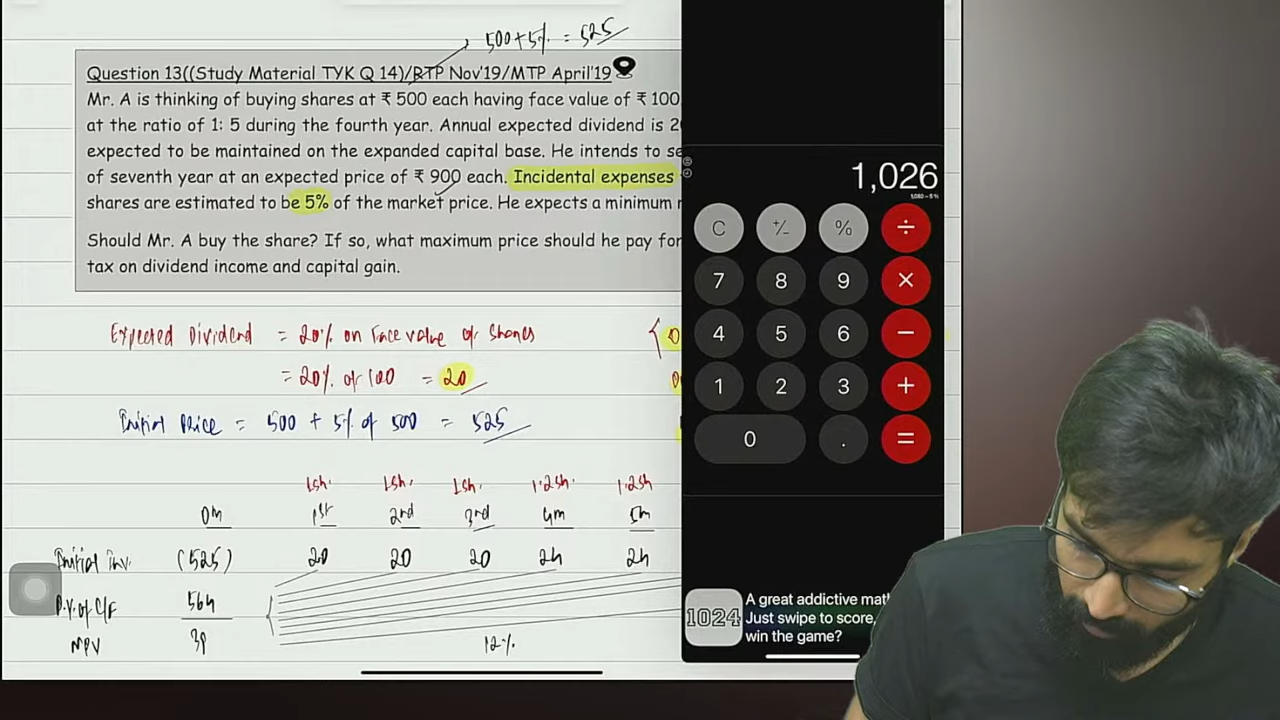 500+5% = 525
Question 13((Study Material TYK Q 14)/RTP Nov'19/MTP April'19
Mr. A is thinking of buying shares at ₹ 500 each having face value of ₹ 100
at the ratio of 1: 5 during the fourth year. Annual expected dividend is 20
expected to be maintained on the expanded capital base. He intends to se
of seventh year at an expected price of ₹ 900 each. Incidental expenses
shares are estimated to be 5% of the market price. He expects a minimum
Should Mr. A buy the share? If so, what maximum price should he pay for
tax on dividend income and capital gain.
Expected Dividend = 20% on Face value of Shares
= 20% of 100 = 20
Initial Price = 500 + 5% of 500 = 525
1sh. 1sh. 1sh. 1.2sh. 1.2sh
0th 1st 2nd 3rd 4th 5th
Initial Inv. (525) 20 20 20 24 24
P.V. of C/F 564
NPV 39
12%
1,026
1,080−5%
C +/- % ÷
7 8 9 ×
4 5 6 −
1 2 3 +
0 . =
1024
A great addictive mat
Just swipe to score,
win the game?